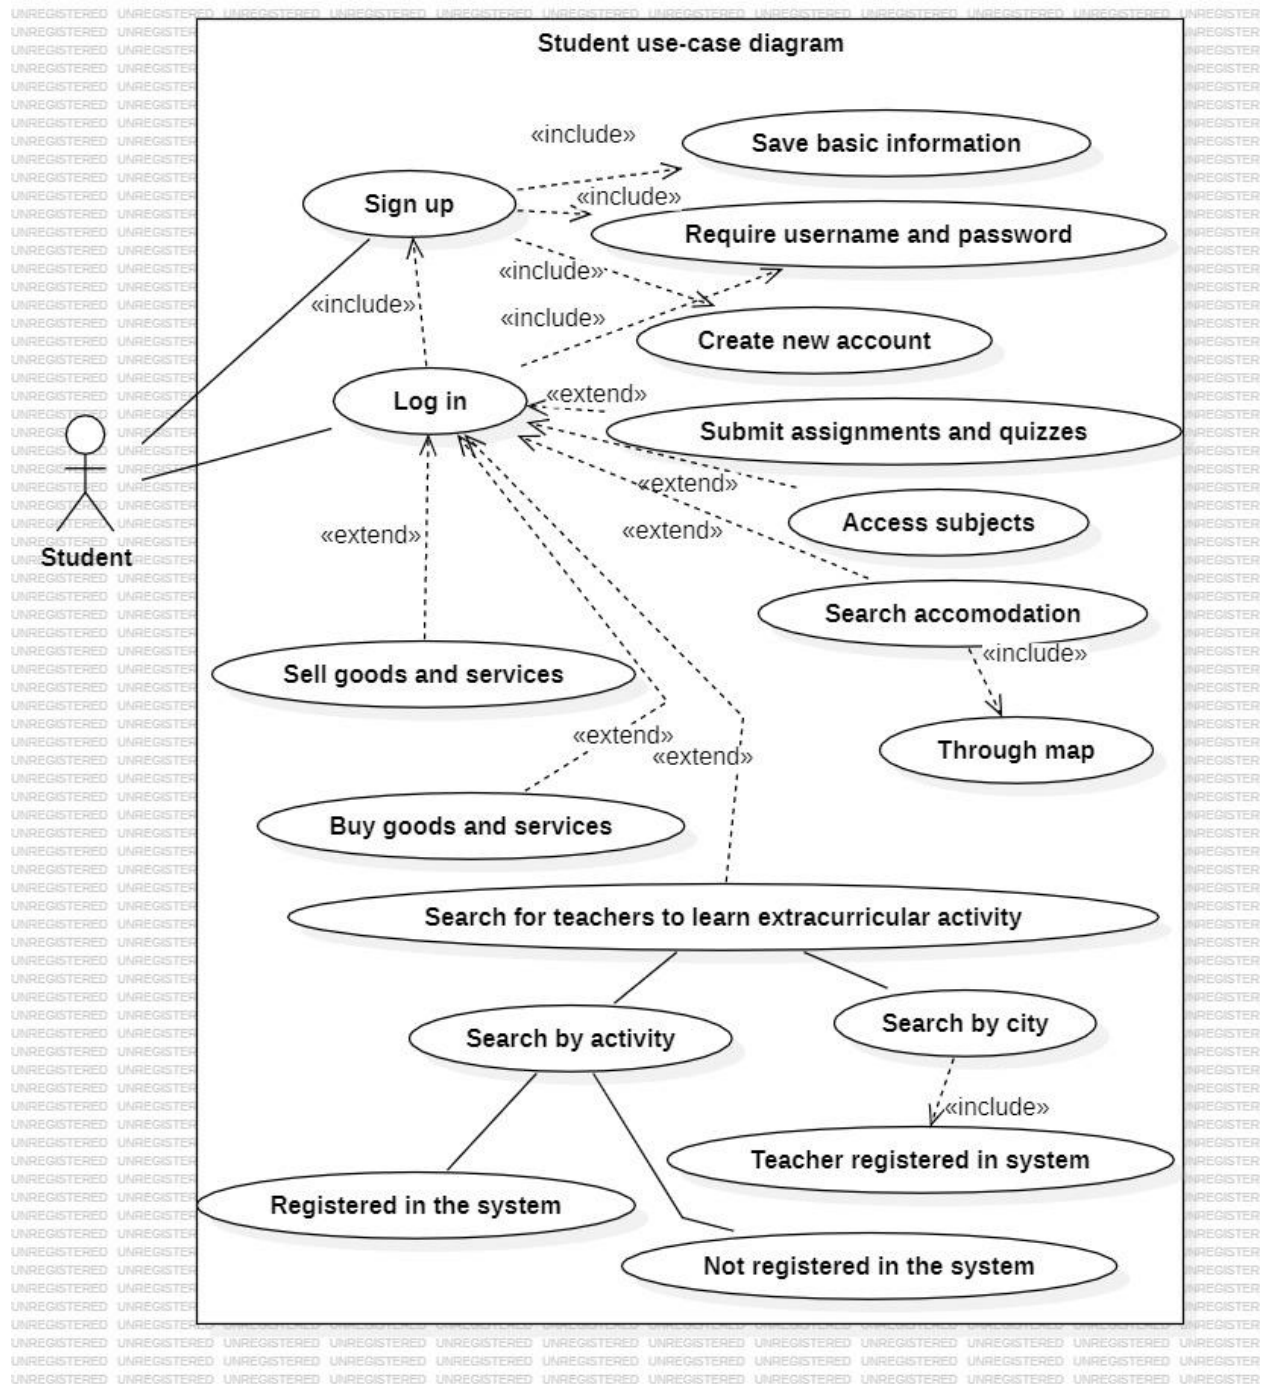 Student use-case diagram
«include»
Save basic information
Sign up
«include»
Require username and password
«include»
«include»
«include»
Create new account
Log in
«extend»
Submit assignments and quizzes
«extend»
Access subjects
«extend»
«extend»
Student
Search accomodation
«include»
Sell goods and services
«extend»
«extend»
Through map
Buy goods and services
Search for teachers to learn extracurricular activity
Search by city
Search by activity
«include»
Teacher registered in system
Registered in the system
Not registered in the system
UNREGISTERED